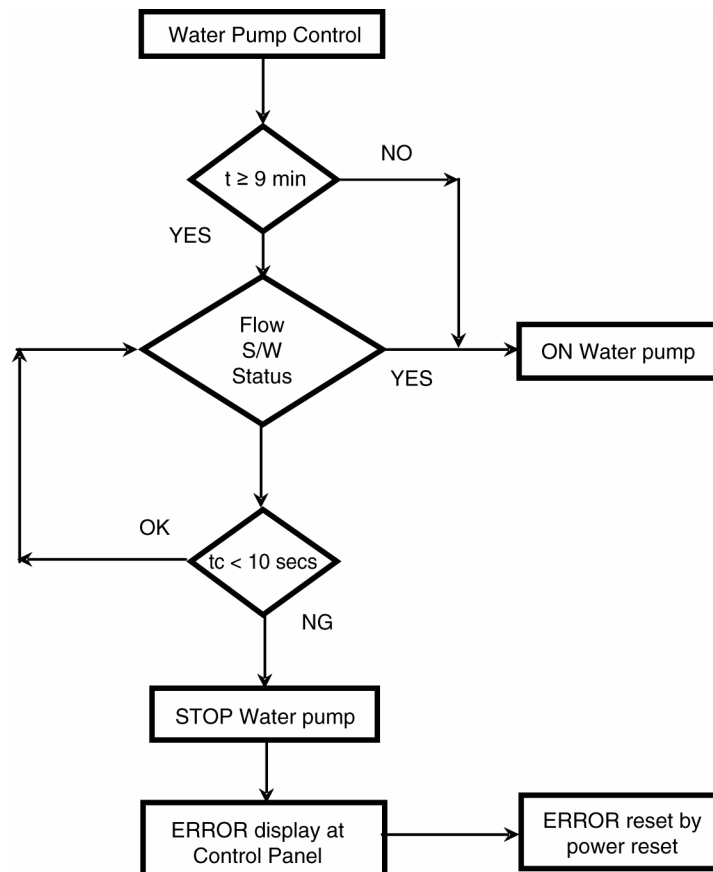 Water Pump Control
t ≥ 9 min
NO
YES
Flow
S/W
Status
YES
ON Water pump
OK
tc < 10 secs
NG
STOP Water pump
ERROR display at
Control Panel
ERROR reset by
power reset